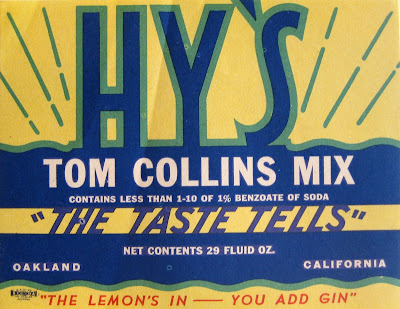 HY'S
TOM COLLINS MIX
CONTAINS LESS THAN 1-10 OF 1% BENZOATE OF SODA
"THE TASTE TELLS"
NET CONTENTS 29 FLUID OZ.
OAKLAND CALIFORNIA
"THE LEMON'S IN — YOU ADD GIN"